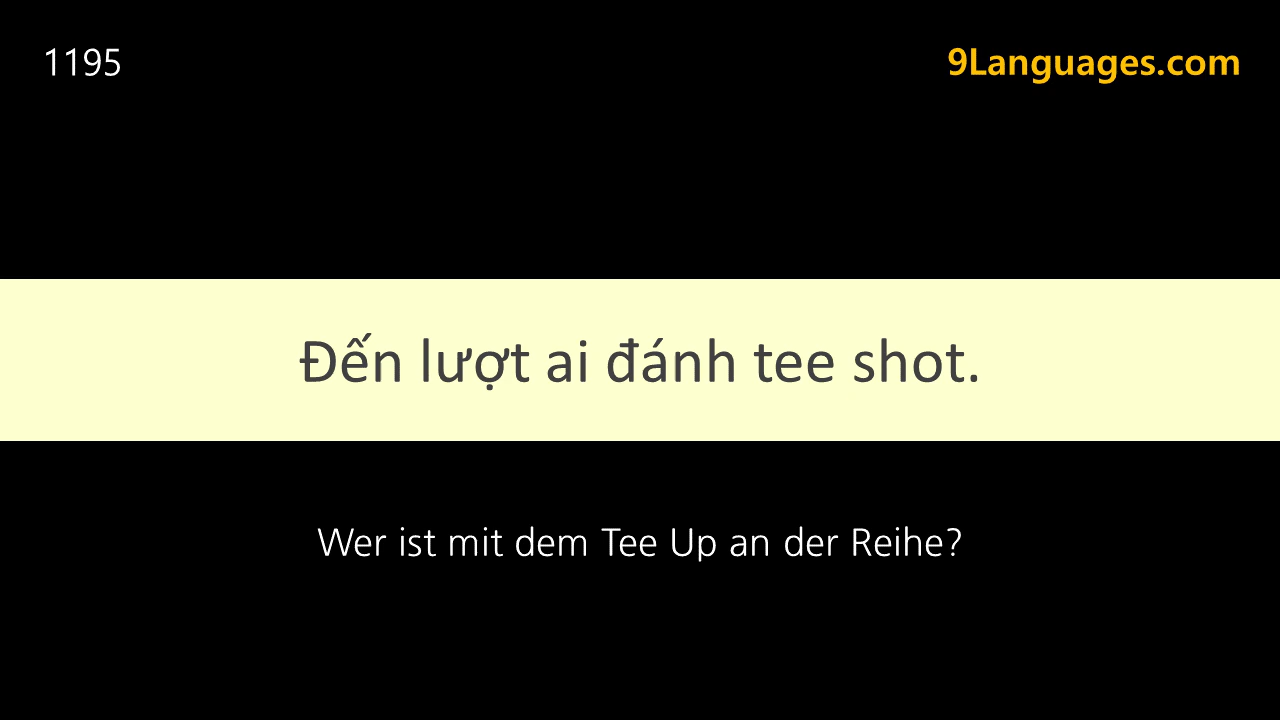 1195
9Languages.com
Đến lượt ai đánh tee shot.
Wer ist mit dem Tee Up an der Reihe?